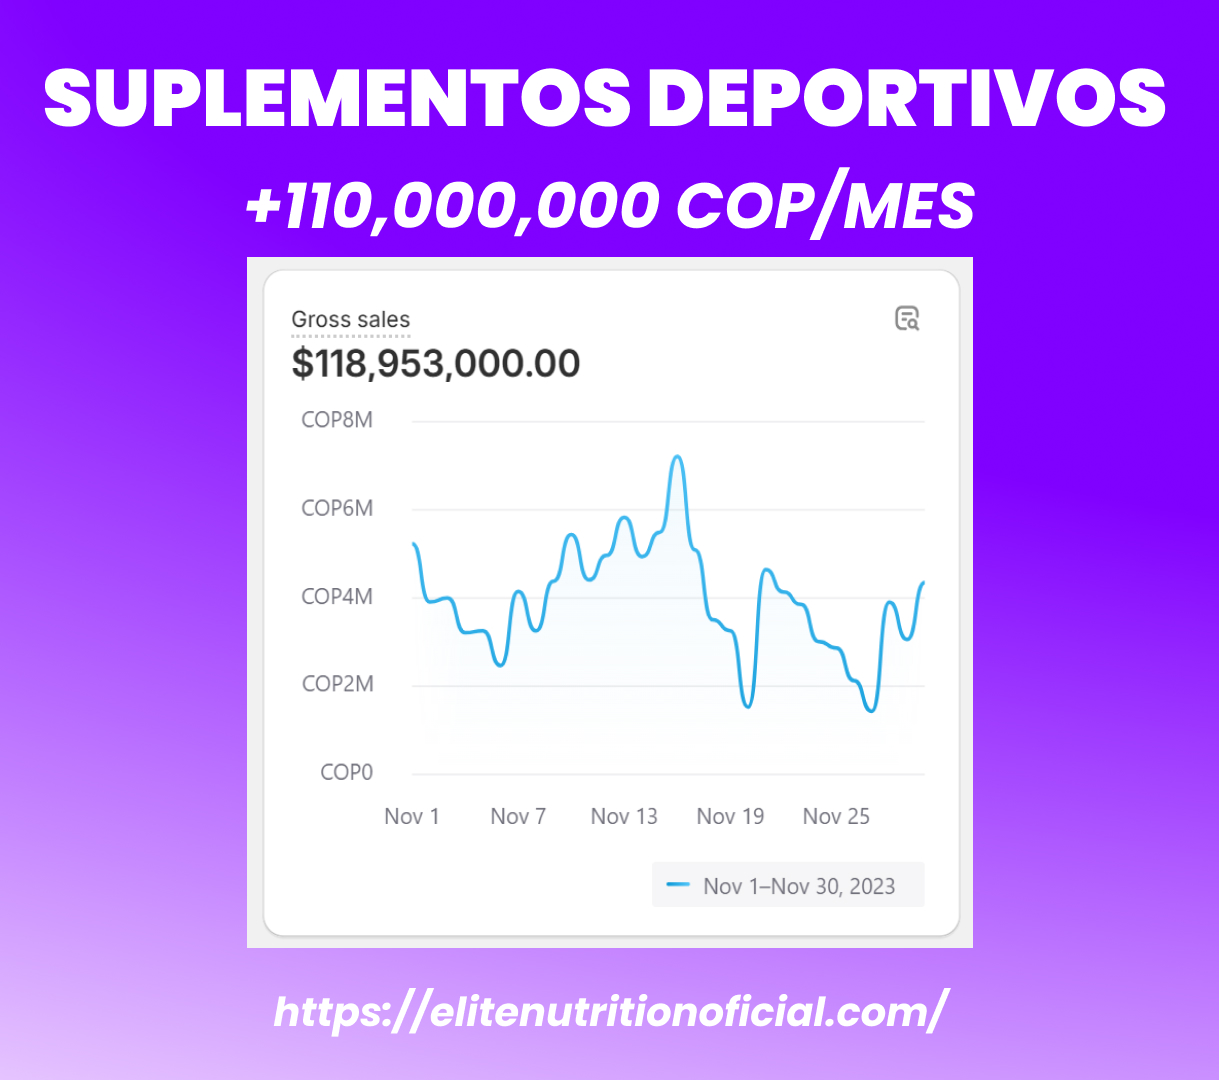 SUPLEMENTOS DEPORTIVOS
+110,000,000 COP/MES
Gross sales
$118,953,000.00
COP8M
COP6M
COP4M
COP2M
COP0
Nov 1 Nov 7 Nov 13 Nov 19 Nov 25
Nov 1–Nov 30, 2023
https://elitenutritionoficial.com/